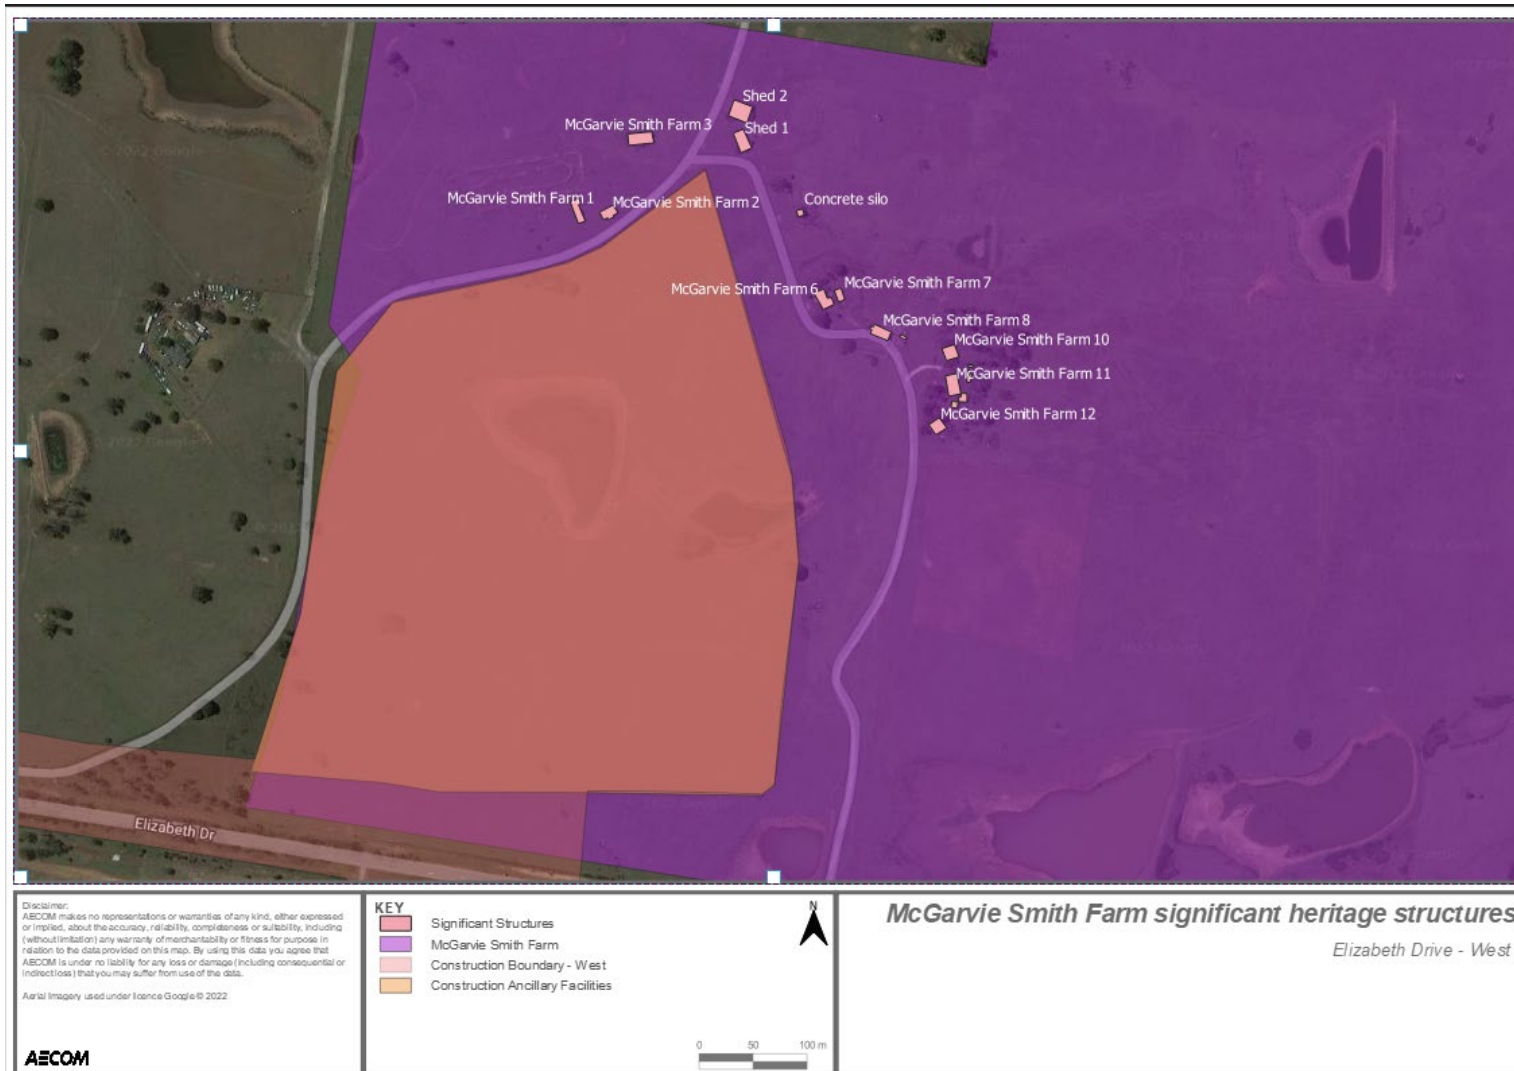 © 2022 Google
Shed 2
McGarvie Smith Farm 3
Shed 1
McGarvie Smith Farm 1
McGarvie Smith Farm 2
Concrete silo
McGarvie Smith Farm 6
McGarvie Smith Farm 7
McGarvie Smith Farm 8
McGarvie Smith Farm 10
McGarvie Smith Farm 11
McGarvie Smith Farm 12
© 2022 Google
Elizabeth Dr
Disclaimer:
AECOM makes no representations or warranties of any kind, either expressed
or implied, about the accuracy, reliability, completeness or suitability, including
(without limitation) any warranty of merchantability or fitness for purpose in
relation to the data provided on this map. By using this data you agree that
AECOM is under no liability for any loss or damage (including consequential or
indirect loss) that you may suffer from use of the data.
Aerial Imagery used under licence Google © 2022
AECOM
KEY
Significant Structures
McGarvie Smith Farm
Construction Boundary - West
Construction Ancillary Facilities
N
0 50 100 m
McGarvie Smith Farm significant heritage structures
Elizabeth Drive - West